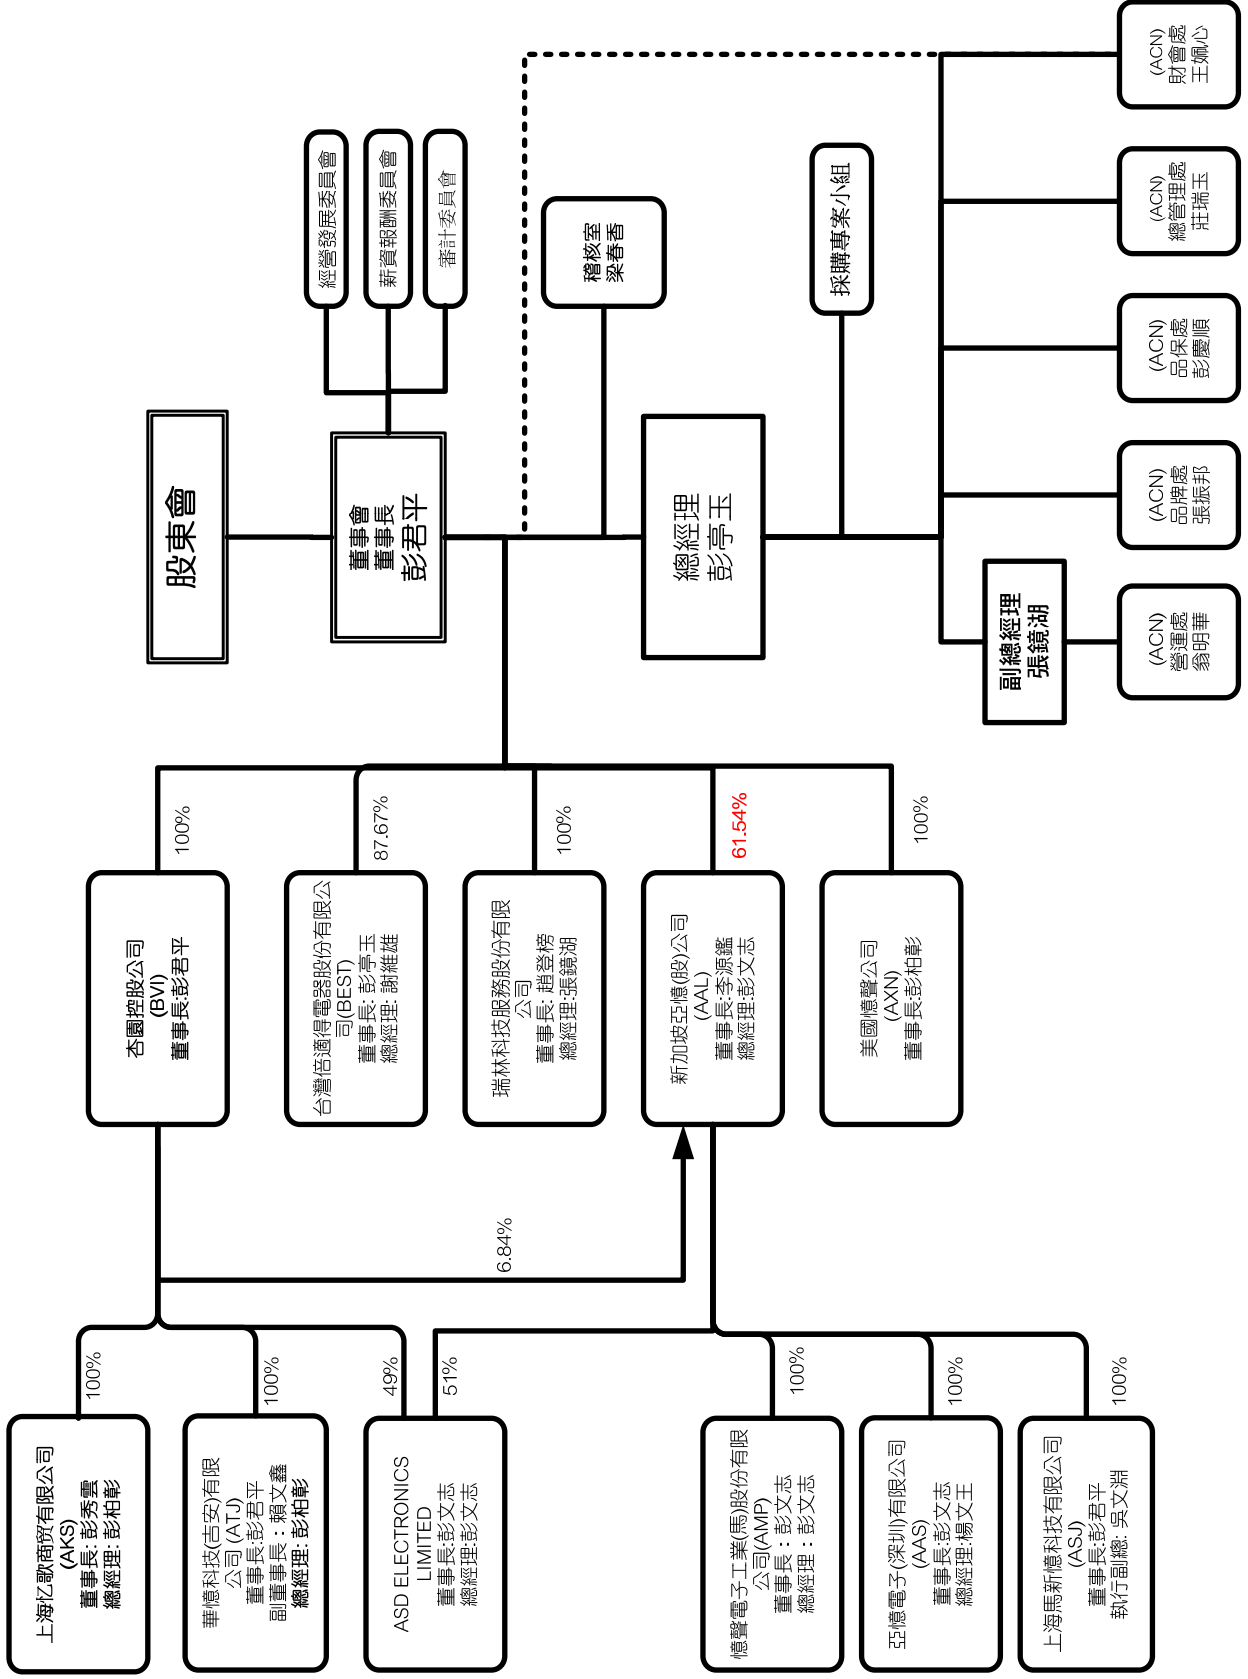 股東會
董事會
董事長
彭君平
經營發展委員會
薪資報酬委員會
審計委員會
稽核室
梁春香
總經理
彭亭玉
採購專案小組
副總經理
張鏡湖
(ACN)
營運處
翁明華
(ACN)
品牌處
張振邦
(ACN)
品保處
彭慶順
(ACN)
總管理處
莊瑞玉
(ACN)
財會處
王姵心
100%
87.67%
100%
61.54%
100%
杏園控股公司
(BVI)
董事長:彭君平
台灣倍適得電器股份有限公
司(BEST)
董事長: 彭亭玉
總經理: 謝維雄
瑞林科技服務股份有限
公司
董事長: 趙登榜
總經理:張鏡湖
新加坡亞憶(股)公司
(AAL)
董事長:李源鑑
總經理:彭文志
美國憶聲公司
(AXN)
董事長:彭柏彰
6.84%
100%
100%
49%
51%
100%
100%
100%
上海忆歌商贸有限公司
(AKS)
董事長: 彭秀雲
總經理: 彭柏彰
華憶科技(吉安)有限
公司 (ATJ)
董事長:彭君平
副董事長：賴文鑫
總經理: 彭柏彰
ASD ELECTRONICS
LIMITED
董事長:彭文志
總經理:彭文志
憶聲電子工業(馬)股份有限
公司(AMP)
董事長：彭文志
總經理：彭文志
亞憶電子(深圳)有限公司
(AAS)
董事長:彭文志
總經理:楊文王
上海馬新憶科技有限公司
(ASJ)
董事長:彭君平
執行副總: 吳文淵